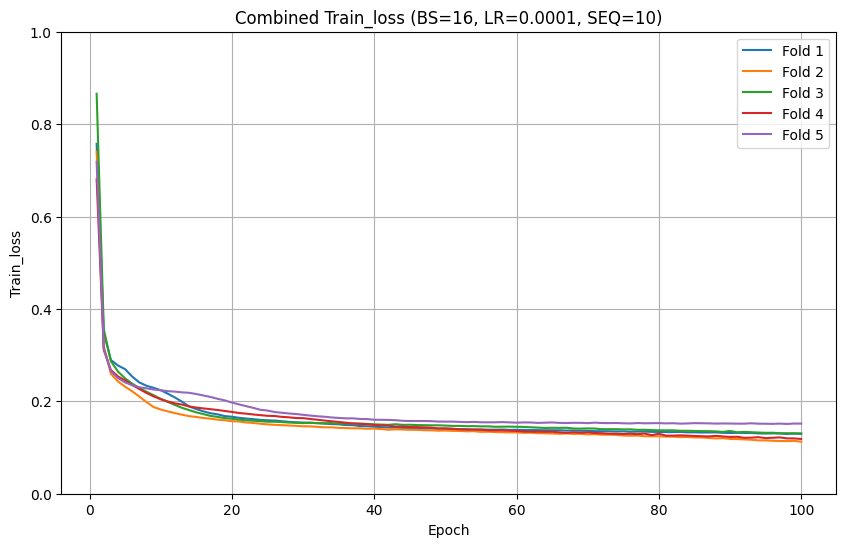 Combined Train_loss (BS=16, LR=0.0001, SEQ=10)
Train_loss
1.0
0.8
0.6
0.4
0.2
0.0
Fold 1
Fold 2
Fold 3
Fold 4
Fold 5
0 20 40 60 80 100
Epoch